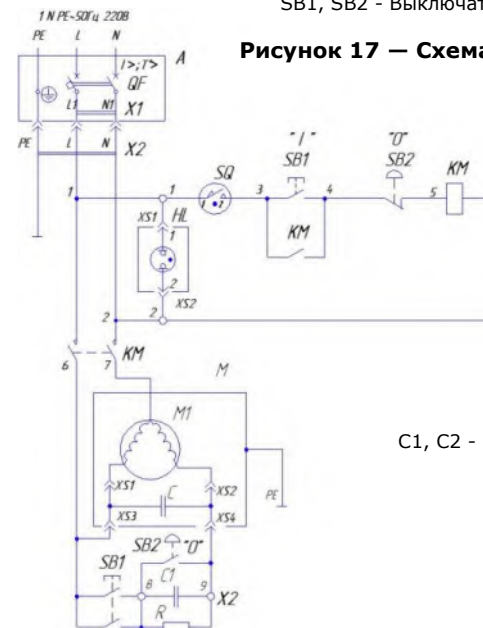 SB1, SB2 - Выключат
Рисунок 17 — Схема
1 N PE~50Гц 220В
PE L N
A
I>;T>
QF
L1 N1 X1
PE L N X2
1
1
SQ
1 2
3
"I"
SB1
4
"0"
SB2
5
KM
KM
XS1 HL
1
2
XS2
2
2
6
7
KM
M
M1
XS1
XS2
C
XS3
XS4
PE
C1, C2 -
SB2 "0"
SB1
C1
8
9
X2
R